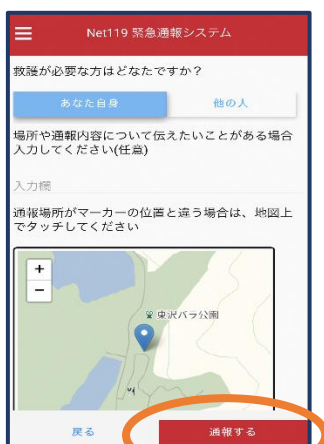 Net119 緊急通報システム
救護が必要な方はどなたですか？
あなた自身
他の人
場所や通報内容について伝えたいことがある場合
入力してください(任意)
入力欄
通報場所がマーカーの位置と違う場合は、地図上
でタッチしてください
+
−
東沢バラ公園
戻る
通報する